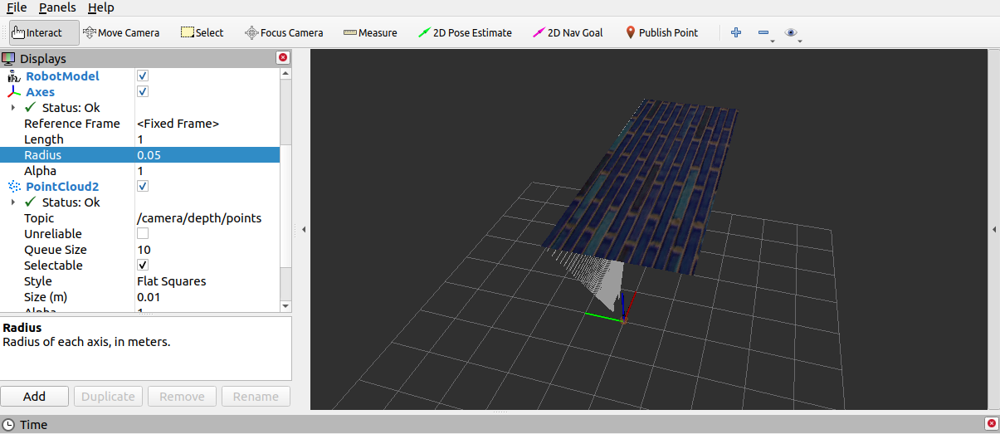 File Panels Help
Interact Move Camera Select Focus Camera Measure 2D Pose Estimate 2D Nav Goal Publish Point
Displays
RobotModel
Axes
Status: Ok
Reference Frame <Fixed Frame>
Length 1
Radius 0.05
Alpha 1
PointCloud2
Status: Ok
Topic /camera/depth/points
Unreliable
Queue Size 10
Selectable
Style Flat Squares
Size (m) 0.01
Alpha 1
Radius
Radius of each axis, in meters.
Add Duplicate Remove Rename
Time